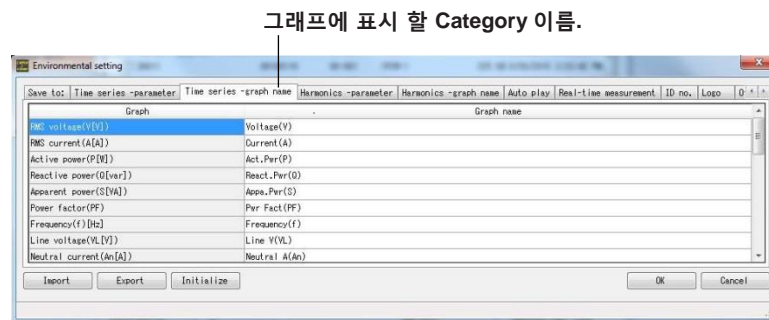 그래프에 표시 할 Category 이름.
Environmental setting
Save to: Time series -parameter Time series -graph name Harmonics -parameter Harmonics -graph name Auto play Real-time measurement ID no. Logo
Graph Graph name
RMS voltage(V[V]) Voltage(V)
RMS current(A[A]) Current(A)
Active power(P[W]) Act.Pwr(P)
Reactive power(Q[var]) React.Pwr(Q)
Apparent power(S[VA]) Appa.Pwr(S)
Power factor(PF) Pwr Fact(PF)
Frequency(f)[Hz] Frequency(f)
Line voltage(VL[V]) Line V(VL)
Neutral current(An[A]) Neutral A(An)
Import Export Initialize OK Cancel